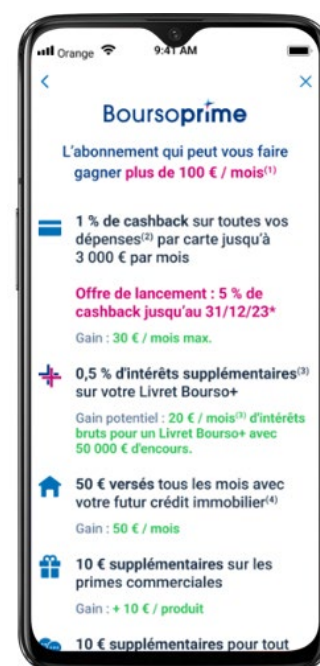 Orange 9:41 AM
Boursoprime
L'abonnement qui peut vous faire
gagner plus de 100 € / mois⁽¹⁾
1 % de cashback sur toutes vos
dépenses⁽²⁾ par carte jusqu'à
3 000 € par mois
Offre de lancement : 5 % de
cashback jusqu'au 31/12/23*
Gain : 30 € / mois max.
0,5 % d'intérêts supplémentaires⁽³⁾
sur votre Livret Bourso+
Gain potentiel : 20 € / mois⁽³⁾ d'intérêts
bruts pour un Livret Bourso+ avec
50 000 € d'encours.
50 € versés tous les mois avec
votre futur crédit immobilier⁽⁴⁾
Gain : 50 € / mois
10 € supplémentaires sur les
primes commerciales
Gain : + 10 € / produit
10 € supplémentaires pour tout